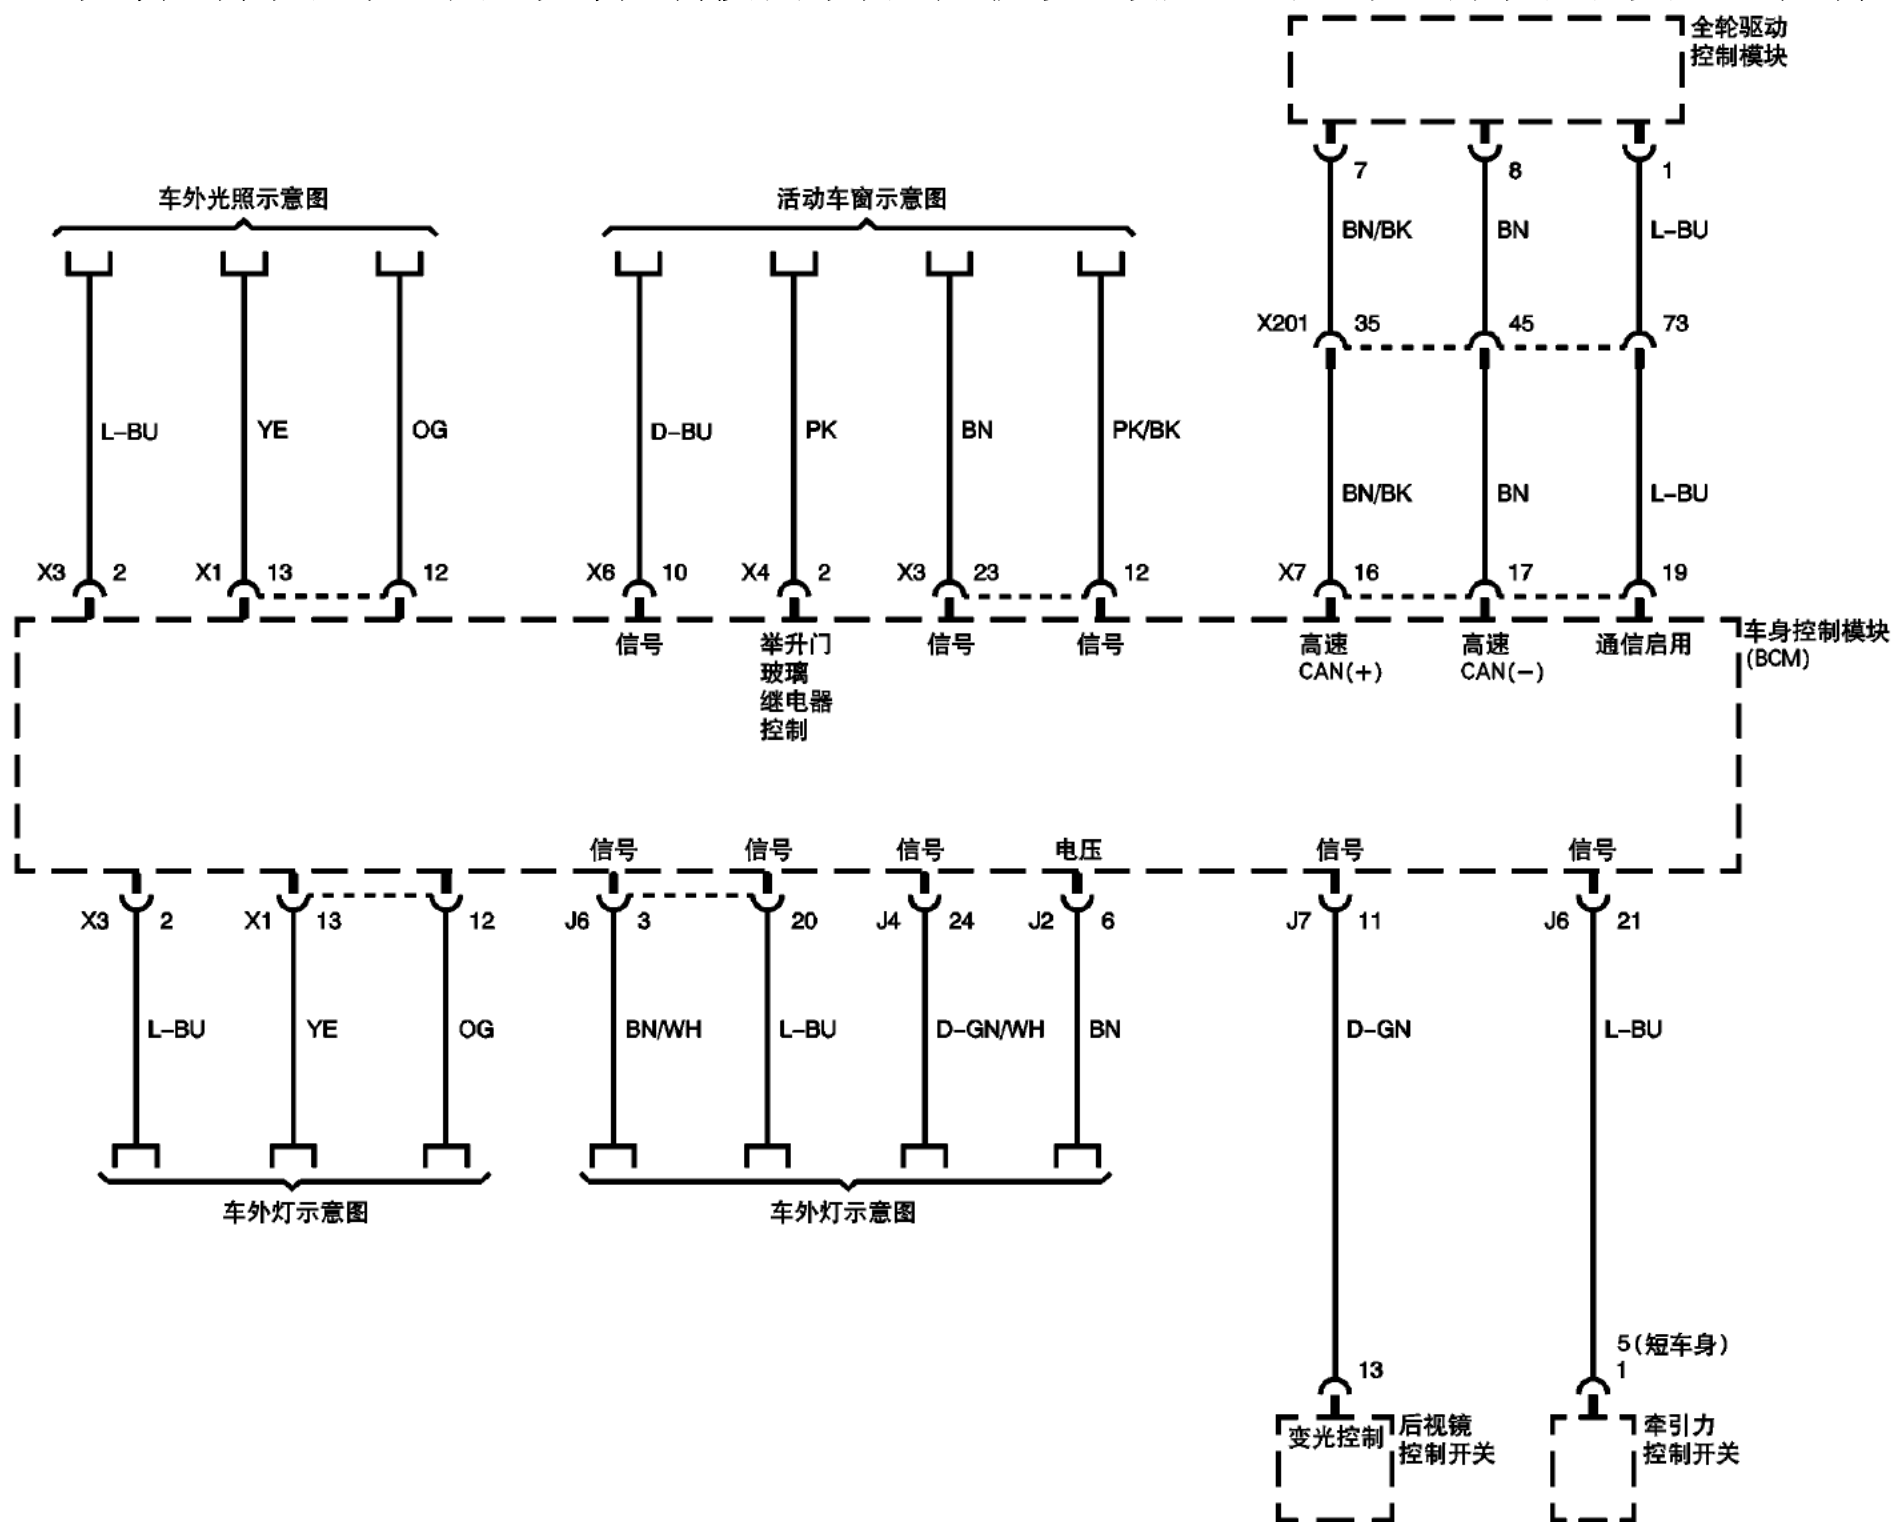 全轮驱动
控制模块
7 8 1
车外光照示意图 活动车窗示意图
BN/BK BN L-BU
X201 35 45 73
L-BU YE OG D-BU PK BN PK/BK
BN/BK BN L-BU
X3 2 X1 13 12 X6 10 X4 2 X3 23 12 X7 16 17 19
信号 举升门 信号 信号 高速 高速 通信启用 车身控制模块
玻璃 CAN(+) CAN(-) (BCM)
继电器
控制
信号 信号 信号 电压 信号 信号
X3 2 X1 13 12 J6 3 20 J4 24 J2 6 J7 11 J6 21
L-BU YE OG BN/WH L-BU D-GN/WH BN D-GN L-BU
车外灯示意图 车外灯示意图
5(短车身)
13 1
变光控制 后视镜 牵引力
控制开关 控制开关